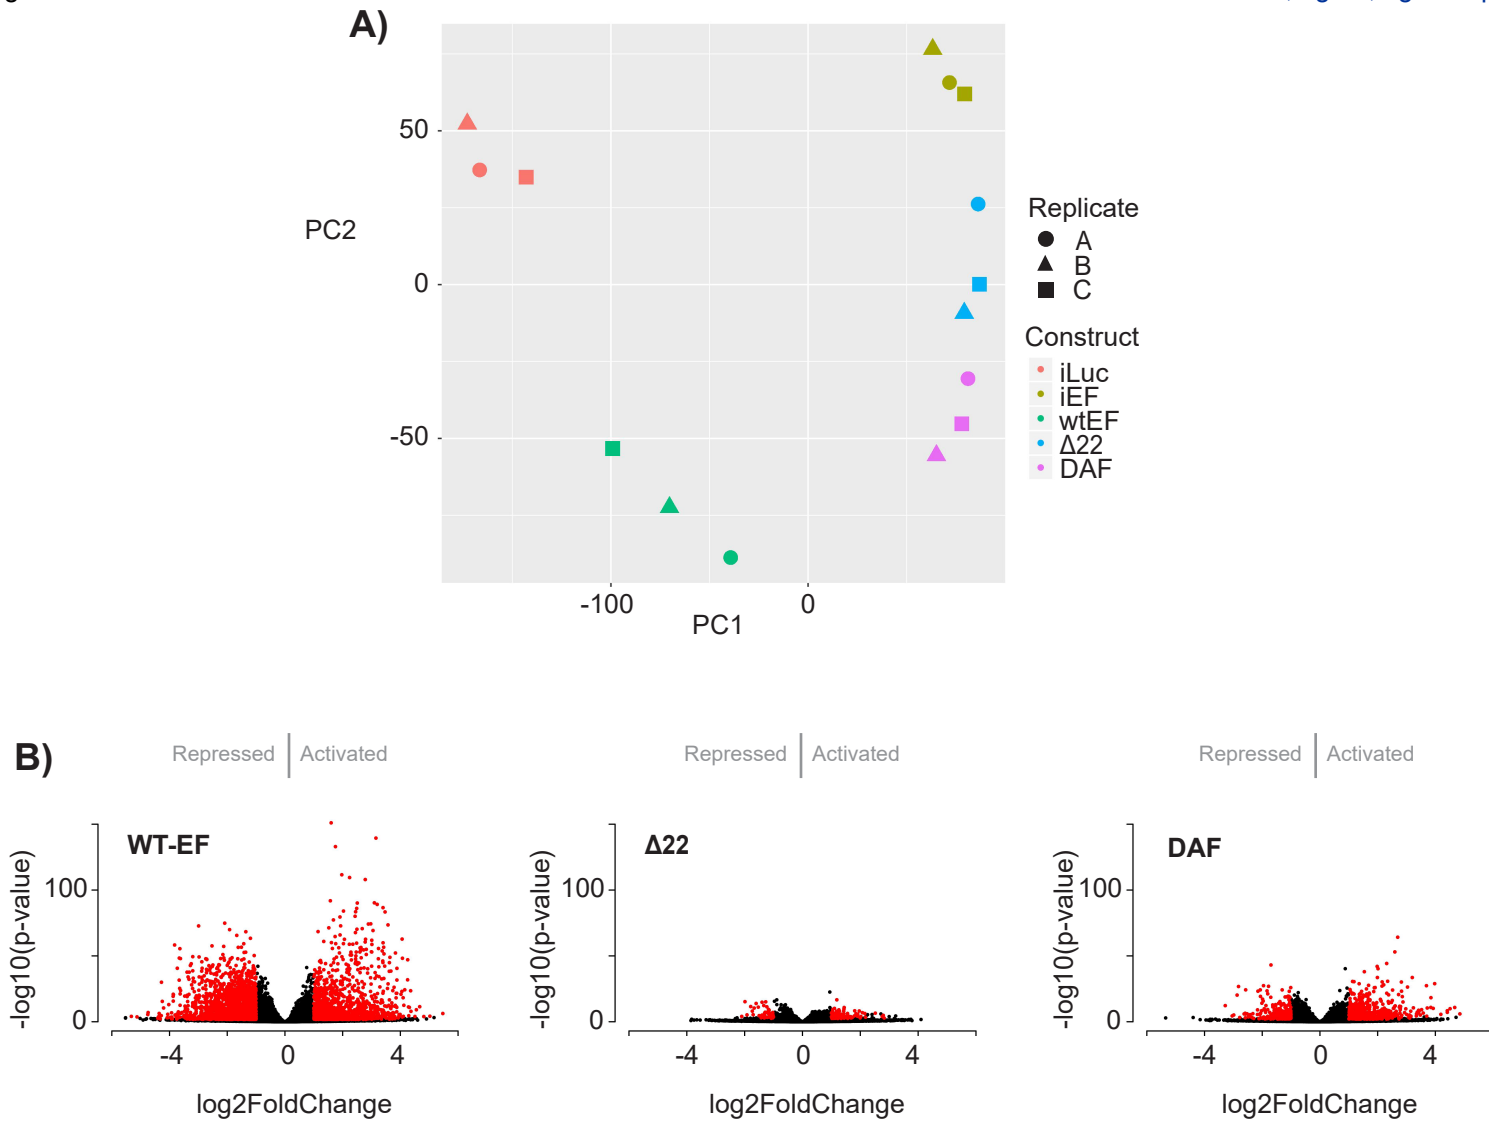 A)
50
0
-50
PC2
-100 0
PC1
Replicate
A
B
C
Construct
iLuc
iEF
wtEF
Δ22
DAF
B)
Repressed | Activated
Repressed | Activated
Repressed | Activated
WT-EF
-log10(p-value)
100
0
-4 0 4
log2FoldChange
Δ22
-log10(p-value)
100
0
-4 0 4
log2FoldChange
DAF
-log10(p-value)
100
0
-4 0 4
log2FoldChange